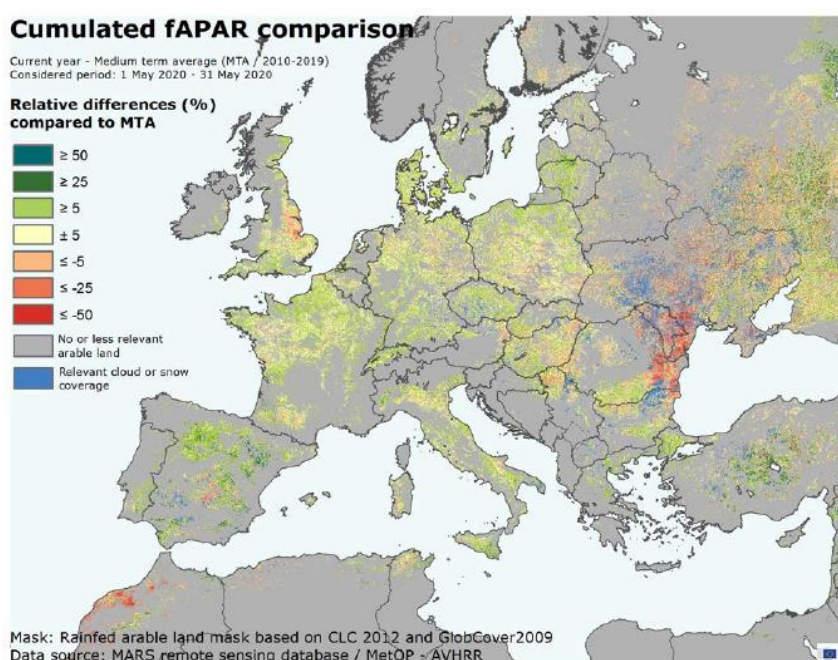 Cumulated fAPAR comparison
Current year - Medium term average (MTA / 2010-2019)
Considered period: 1 May 2020 - 31 May 2020
Relative differences (%)
compared to MTA
≥ 50
≥ 25
≥ 5
± 5
≤ -5
≤ -25
≤ -50
No or less relevant
arable land
Relevant cloud or snow
coverage
Mask: Rainfed arable land mask based on CLC 2012 and GlobCover2009
Data source: MARS remote sensing database / MetOP - AVHRR